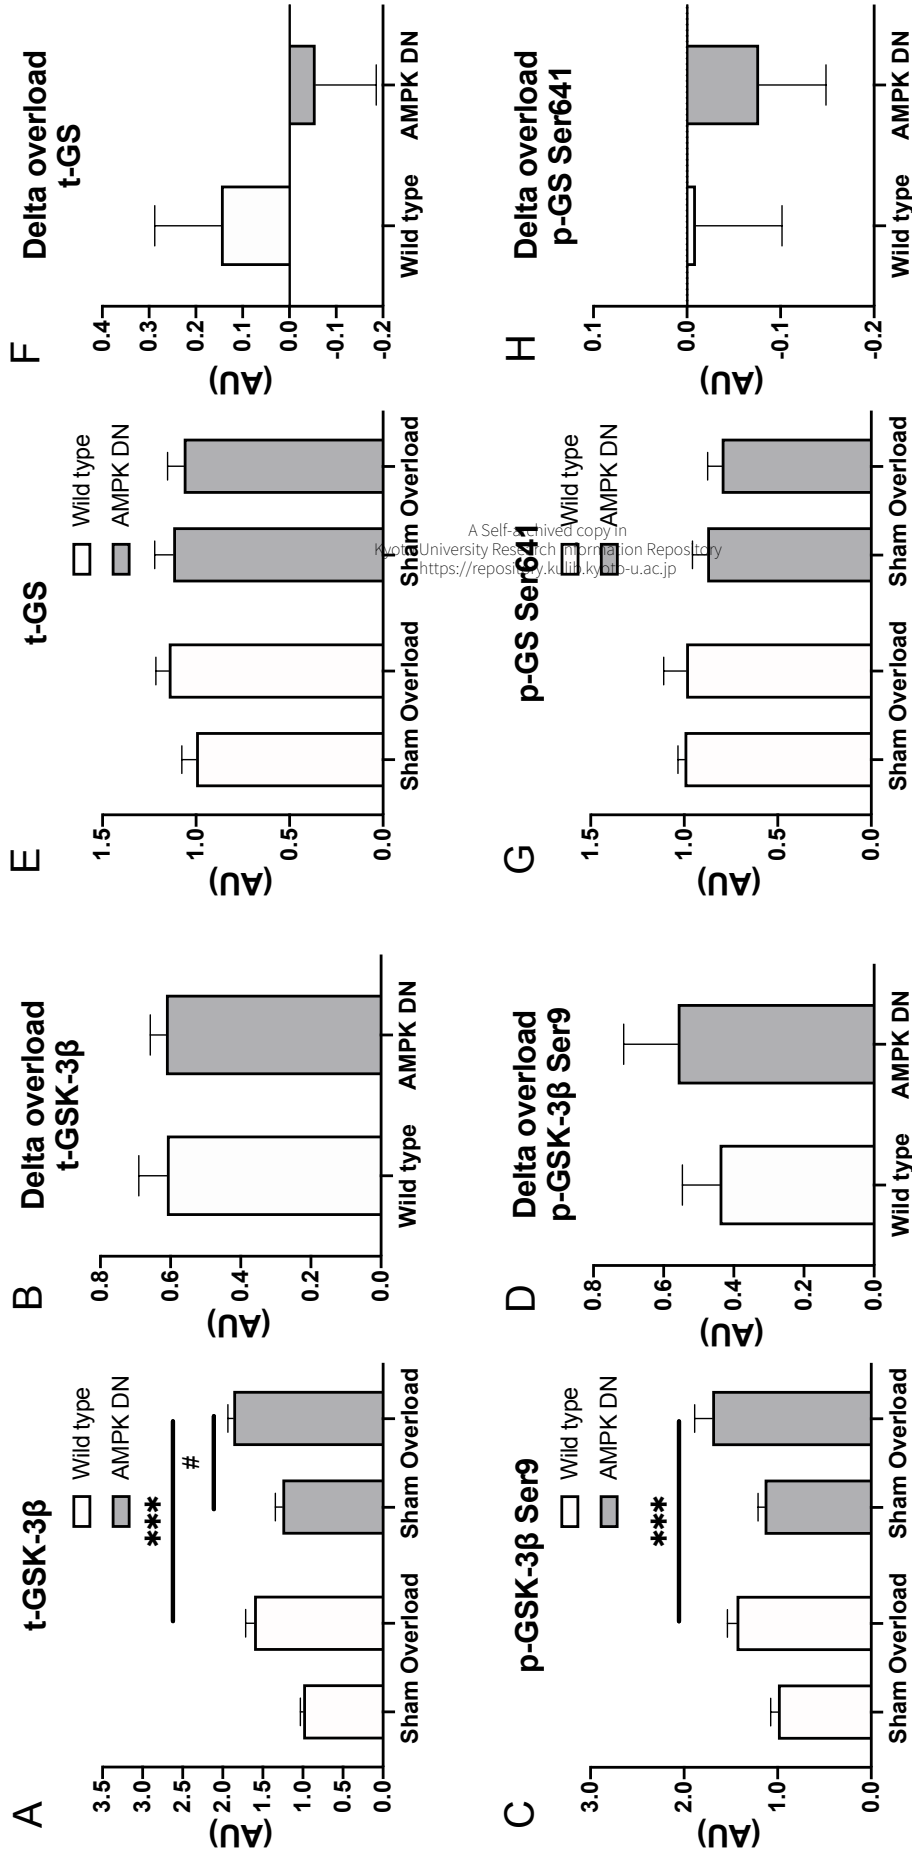 A
t-GSK-3β
Wild type
AMPK DN
***
#
3.5
3.0
2.5
2.0
1.5
1.0
0.5
0.0
(AU)
Sham Overload Sham Overload
B
Delta overload
t-GSK-3β
0.8
0.6
0.4
0.2
0.0
(AU)
Wild type AMPK DN
C
p-GSK-3β Ser9
Wild type
AMPK DN
***
3.0
2.0
1.0
0.0
(AU)
Sham Overload Sham Overload
D
Delta overload
p-GSK-3β Ser9
0.8
0.6
0.4
0.2
0.0
(AU)
Wild type AMPK DN
E
t-GS
Wild type
AMPK DN
1.5
1.0
0.5
0.0
(AU)
Sham Overload Sham Overload
F
Delta overload
t-GS
0.4
0.3
0.2
0.1
0.0
-0.1
-0.2
(AU)
Wild type AMPK DN
G
p-GS Ser641
Wild type
AMPK DN
1.5
1.0
0.5
0.0
(AU)
Sham Overload Sham Overload
H
Delta overload
p-GS Ser641
0.1
0.0
-0.1
-0.2
(AU)
Wild type AMPK DN
A Self-archived copy in
Kyoto University Research Information Repository
https://repository.kulib.kyoto-u.ac.jp